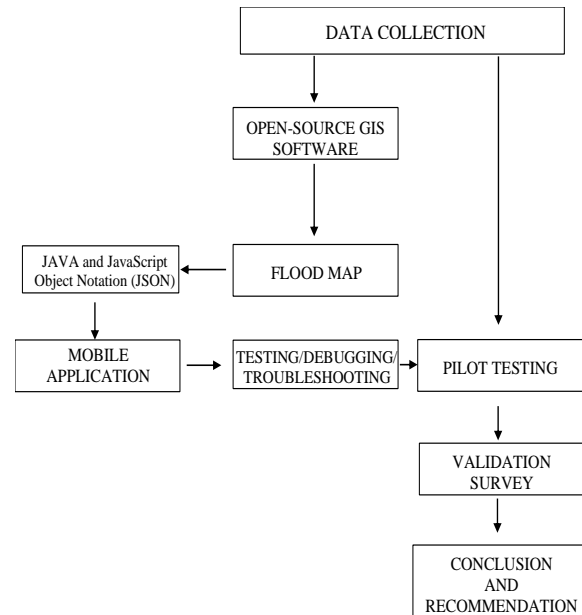 DATA COLLECTION
OPEN-SOURCE GIS
SOFTWARE
FLOOD MAP
JAVA and JavaScript
Object Notation (JSON)
MOBILE
APPLICATION
TESTING/DEBUGGING/
TROUBLESHOOTING
PILOT TESTING
VALIDATION
SURVEY
CONCLUSION
AND
RECOMMENDATION